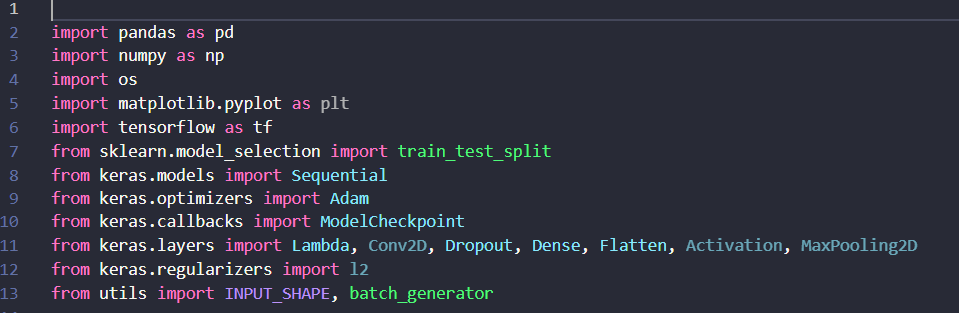 1
2 import pandas as pd
3 import numpy as np
4 import os
5 import matplotlib.pyplot as plt
6 import tensorflow as tf
7 from sklearn.model_selection import train_test_split
8 from keras.models import Sequential
9 from keras.optimizers import Adam
10 from keras.callbacks import ModelCheckpoint
11 from keras.layers import Lambda, Conv2D, Dropout, Dense, Flatten, Activation, MaxPooling2D
12 from keras.regularizers import l2
13 from utils import INPUT_SHAPE, batch_generator